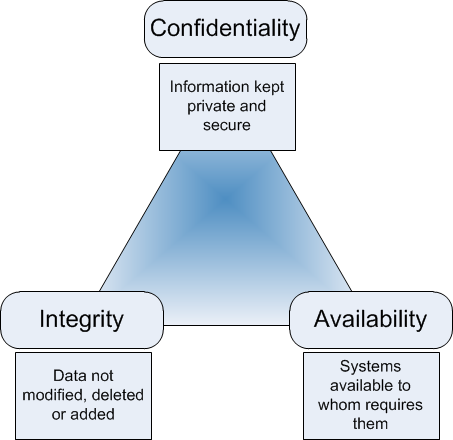 Confidentiality
Information kept
private and
secure
Integrity
Data not
modified, deleted
or added
Availability
Systems
available to
whom requires
them